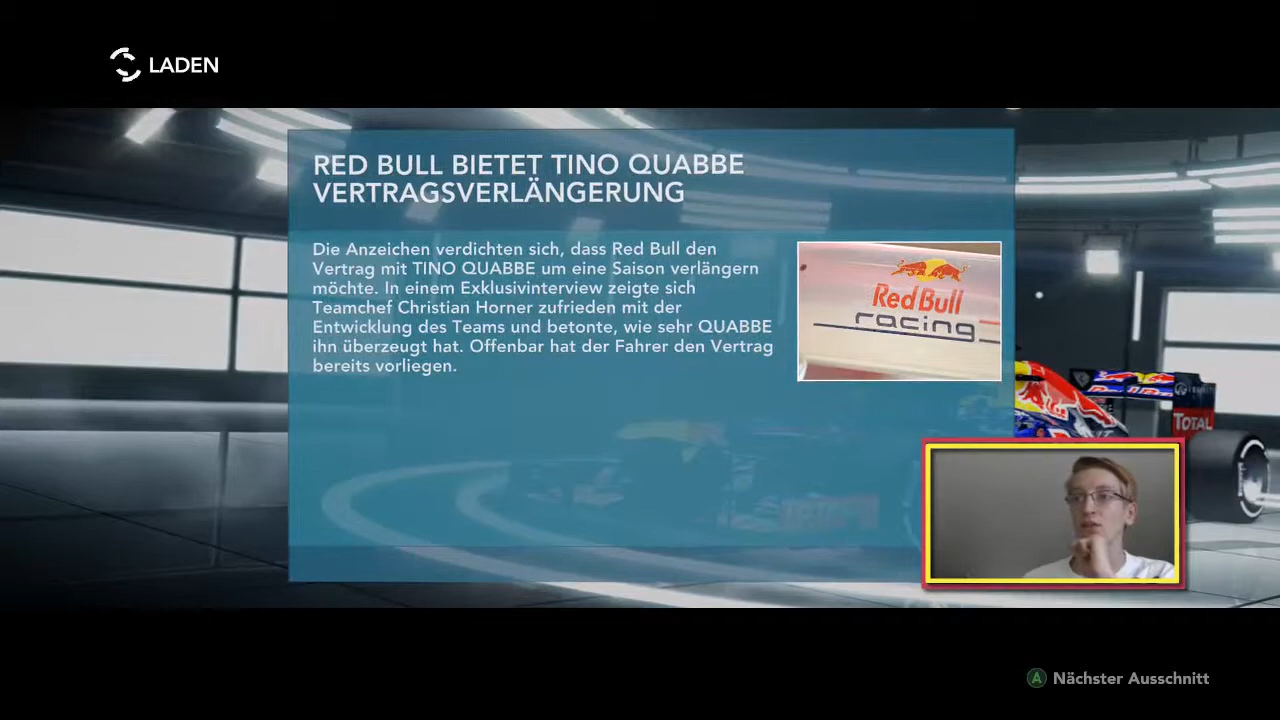 LADEN
RED BULL BIETET TINO QUABBE
VERTRAGSVERLÄNGERUNG
Die Anzeichen verdichten sich, dass Red Bull den
Vertrag mit TINO QUABBE um eine Saison verlängern
möchte. In einem Exklusivinterview zeigte sich
Teamchef Christian Horner zufrieden mit der
Entwicklung des Teams und betonte, wie sehr QUABBE
ihn überzeugt hat. Offenbar hat der Fahrer den Vertrag
bereits vorliegen.
Red Bull
racing
TOTAL
A Nächster Ausschnitt